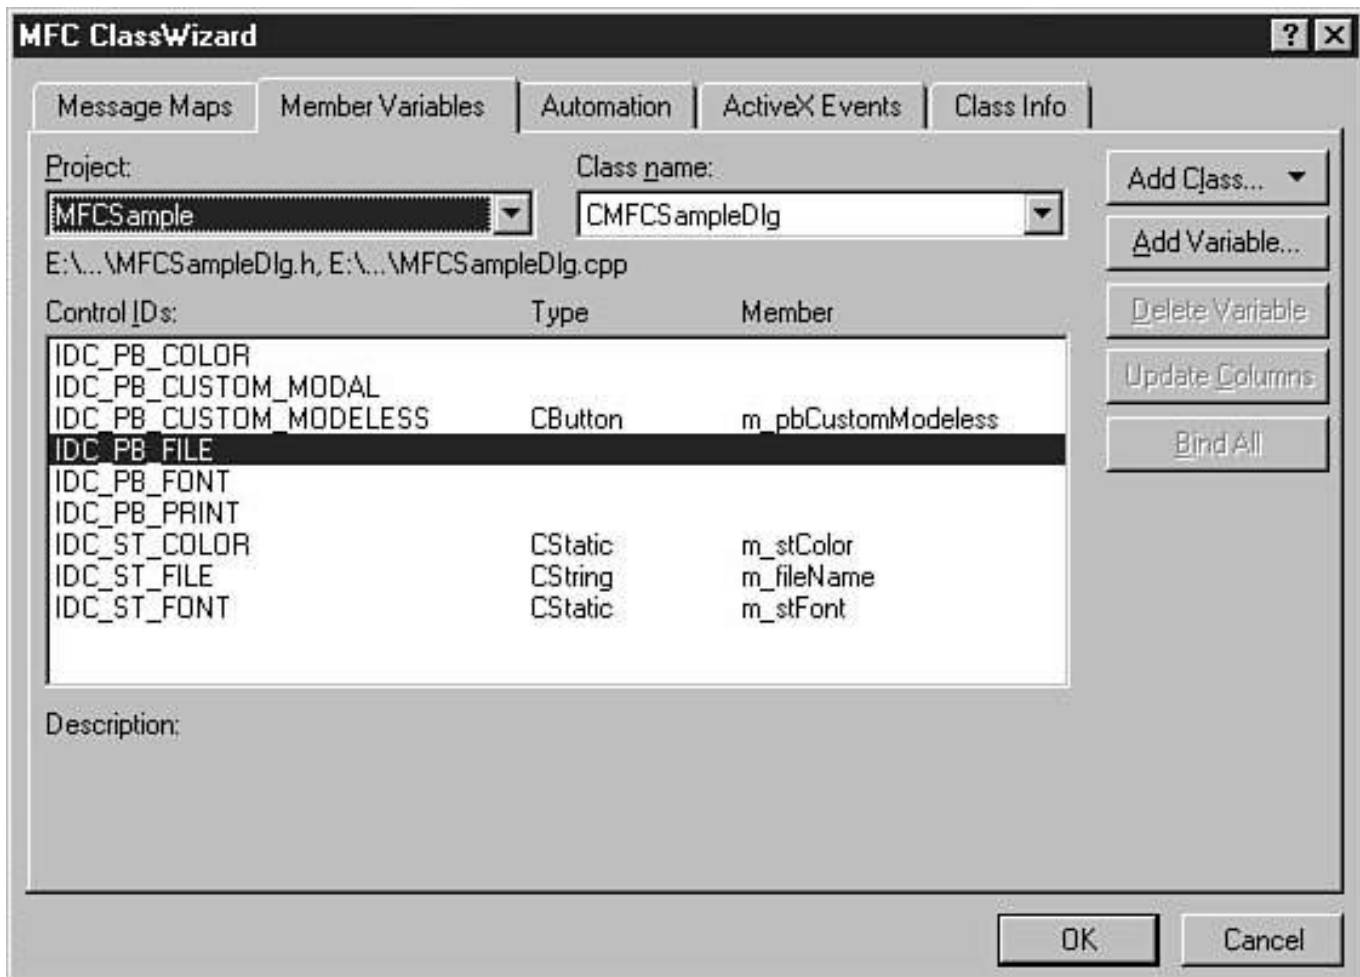 MFC ClassWizard
Message Maps Member Variables Automation ActiveX Events Class Info
Project: Class name:
MFCSample CMFCSampleDlg
E:\...\MFCSampleDlg.h, E:\...\MFCSampleDlg.cpp
Control IDs: Type Member
IDC_PB_COLOR
IDC_PB_CUSTOM_MODAL
IDC_PB_CUSTOM_MODELESS CButton m_pbCustomModeless
IDC_PB_FILE
IDC_PB_FONT
IDC_PB_PRINT
IDC_ST_COLOR CStatic m_stColor
IDC_ST_FILE CString m_fileName
IDC_ST_FONT CStatic m_stFont
Description:
Add Class...
Add Variable...
Delete Variable
Update Columns
Bind All
OK Cancel